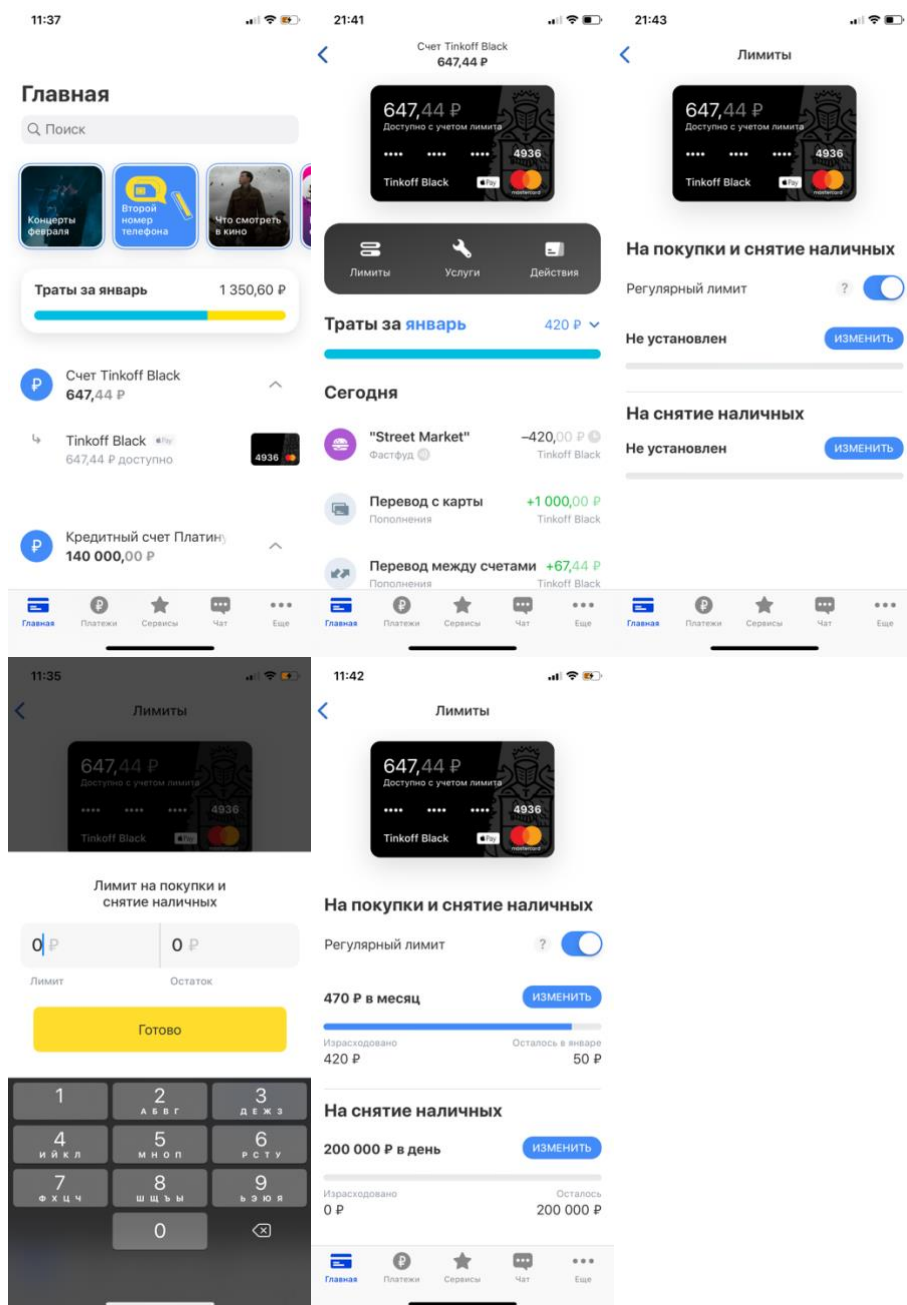 11:37
Главная
Поиск
Концерты
февраля
Второй
номер
телефона
Что смотреть
в кино
Траты за январь 1 350,60 ₽
Счет Tinkoff Black
647,44 ₽
Tinkoff Black Pay
647,44 ₽ доступно
4936
Кредитный счет Платин
140 000,00 ₽
Главная Платежи Сервисы Чат Еще
21:41
Счет Tinkoff Black
647,44 ₽
647,44 ₽
Доступно с учетом лимита
•••• •••• •••• 4936
Tinkoff Black Pay
mastercard
Лимиты Услуги Действия
Траты за январь 420 ₽
Сегодня
"Street Market" –420,00 ₽
Фастфуд Tinkoff Black
Перевод с карты +1 000,00 ₽
Пополнения Tinkoff Black
Перевод между счетами +67,44 ₽
Пополнения Tinkoff Black
Главная Платежи Сервисы Чат Еще
21:43
Лимиты
647,44 ₽
Доступно с учетом лимита
•••• •••• •••• 4936
Tinkoff Black Pay
mastercard
На покупки и снятие наличных
Регулярный лимит ?
Не установлен ИЗМЕНИТЬ
На снятие наличных
Не установлен ИЗМЕНИТЬ
Главная Платежи Сервисы Чат Еще
11:35
Лимиты
647,44 ₽
Доступно с учетом лимита
•••• •••• •••• 4936
Tinkoff Black Pay
Лимит на покупки и
снятие наличных
0 ₽ 0 ₽
Лимит Остаток
Готово
1 2 3
АБВГ ДЕЖЗ
4 5 6
ИЙКЛ МНОП РСТУ
7 8 9
ФХЦЧ ШЩЪЫ ЬЭЮЯ
0
11:42
Лимиты
647,44 ₽
Доступно с учетом лимита
•••• •••• •••• 4936
Tinkoff Black Pay
mastercard
На покупки и снятие наличных
Регулярный лимит ?
470 ₽ в месяц ИЗМЕНИТЬ
Израсходовано Осталось в январе
420 ₽ 50 ₽
На снятие наличных
200 000 ₽ в день ИЗМЕНИТЬ
Израсходовано Осталось
0 ₽ 200 000 ₽
Главная Платежи Сервисы Чат Еще